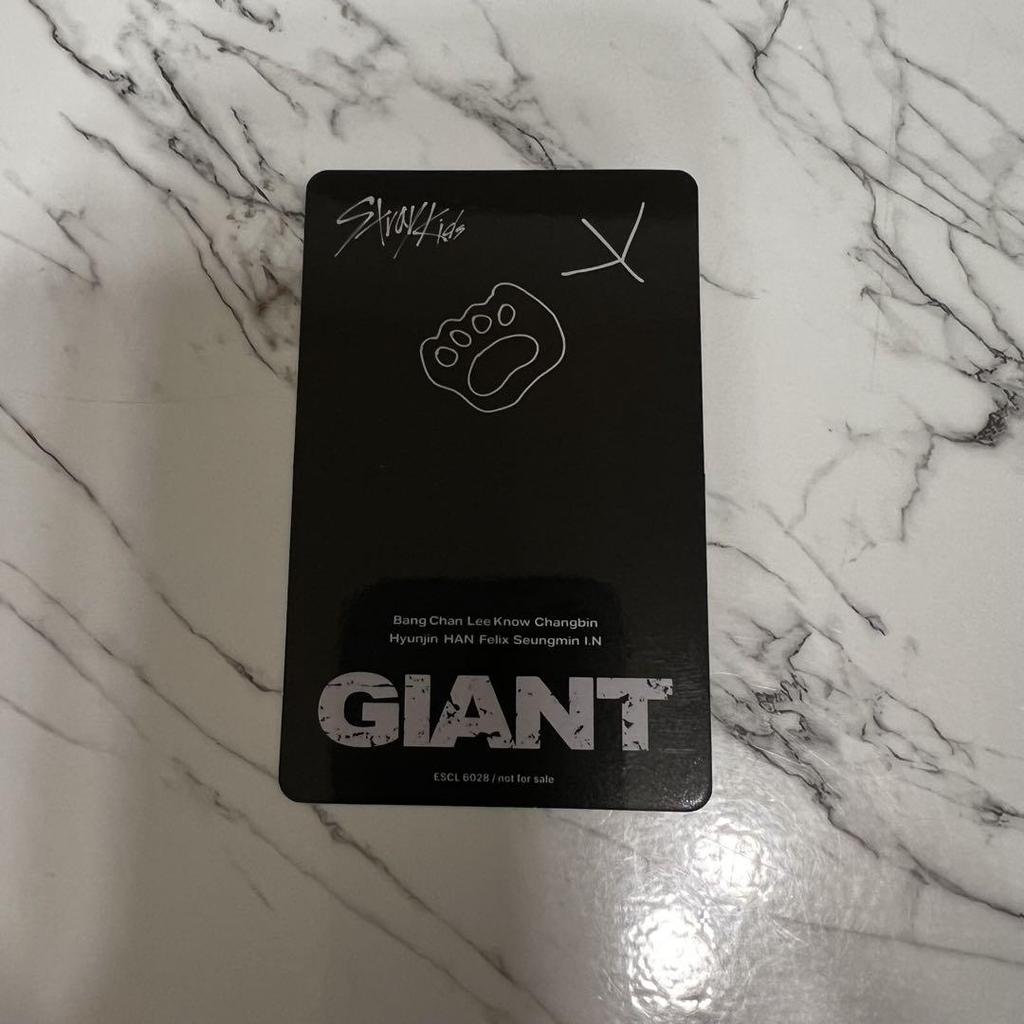 Stray Kids
Bang Chan Lee Know Changbin
Hyunjin HAN Felix Seungmin I.N
GIANT
ESCL 6028 / not for sale